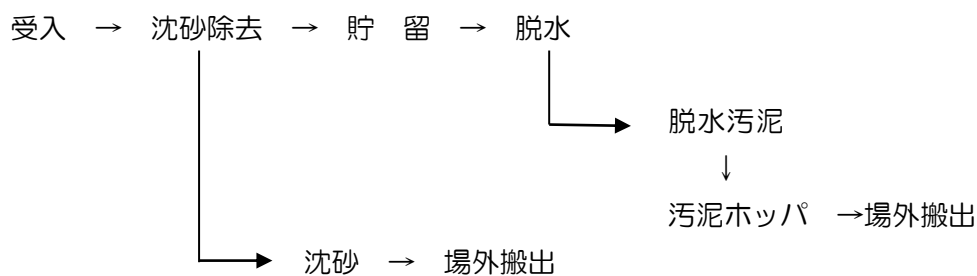 受入 → 沈砂除去 → 貯 留 → 脱水
脱水汚泥
↓
汚泥ホッパ →場外搬出
沈砂 → 場外搬出